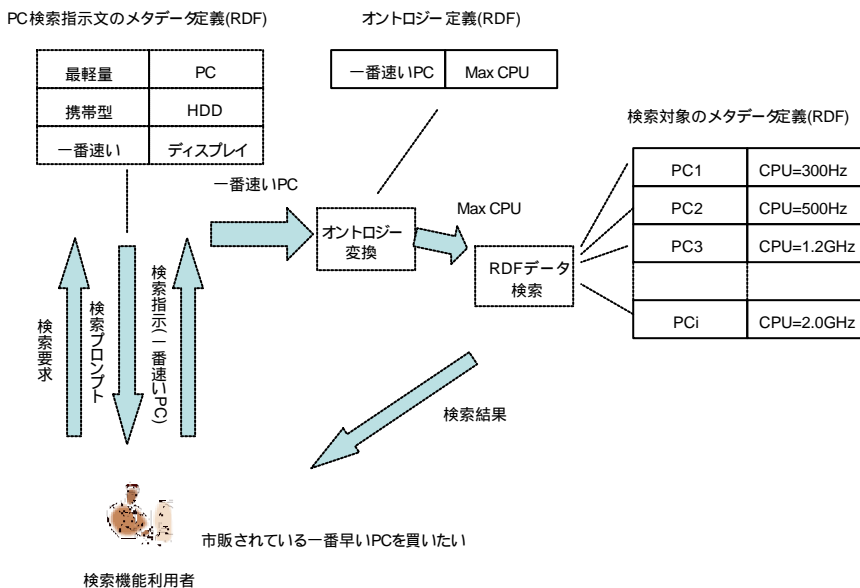 PC検索指示文のメタデータ定義(RDF)
オントロジー定義(RDF)
最軽量 PC
携帯型 HDD
一番速い ディスプレイ
一番速いPC Max CPU
検索対象のメタデータ定義(RDF)
PC1 CPU=300Hz
PC2 CPU=500Hz
PC3 CPU=1.2GHz
PCi CPU=2.0GHz
一番速いPC
オントロジー
変換
Max CPU
RDFデータ
検索
検索要求
検索プロンプト
検索指示(一番速いPC)
検索結果
市販されている一番早いPCを買いたい
検索機能利用者